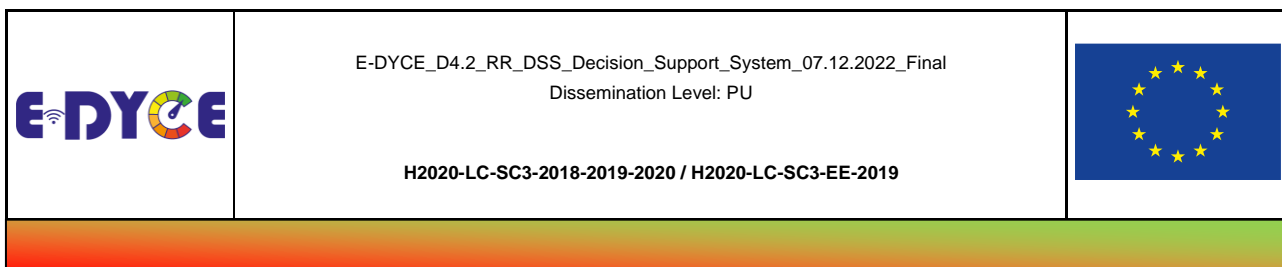 E-DYCE
E-DYCE_D4.2_RR_DSS_Decision_Support_System_07.12.2022_Final
Dissemination Level: PU
H2020-LC-SC3-2018-2019-2020 / H2020-LC-SC3-EE-2019